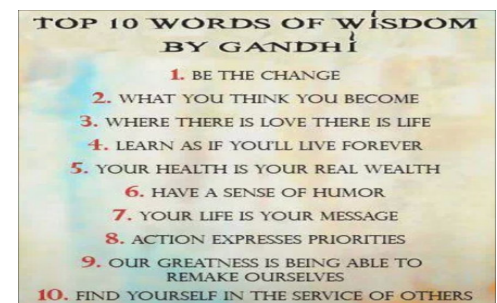 TOP 10 WORDS OF WISDOM
BY GANDHI
1. BE THE CHANGE
2. WHAT YOU THINK YOU BECOME
3. WHERE THERE IS LOVE THERE IS LIFE
4. LEARN AS IF YOU'LL LIVE FOREVER
5. YOUR HEALTH IS YOUR REAL WEALTH
6. HAVE A SENSE OF HUMOR
7. YOUR LIFE IS YOUR MESSAGE
8. ACTION EXPRESSES PRIORITIES
9. OUR GREATNESS IS BEING ABLE TO
REMAKE OURSELVES
10. FIND YOURSELF IN THE SERVICE OF OTHERS